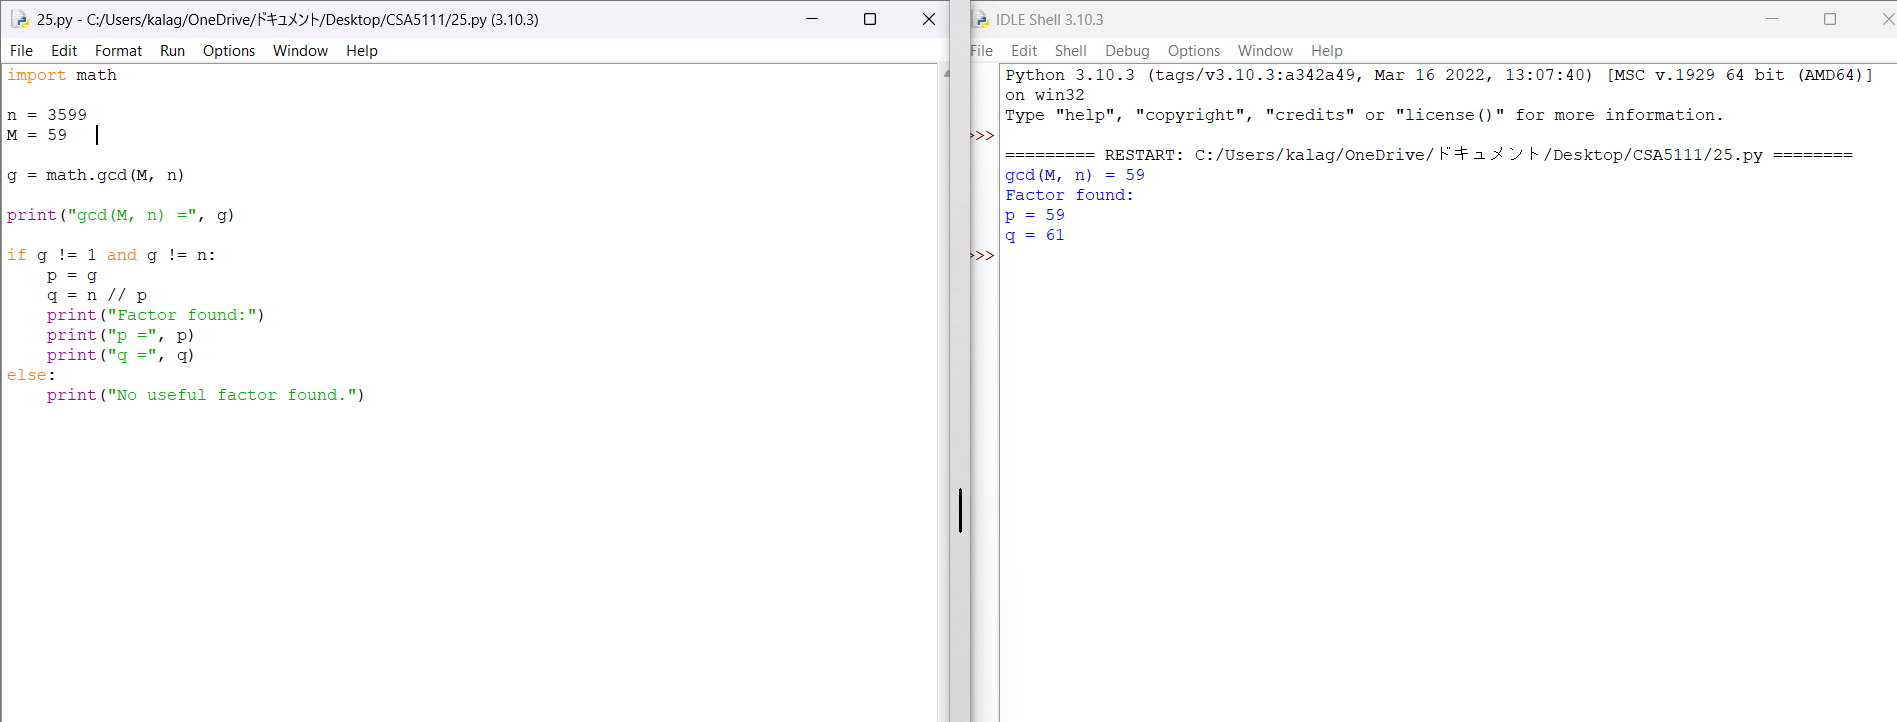 25.py - C:/Users/kalag/OneDrive/ドキュメント/Desktop/CSA5111/25.py (3.10.3)
File Edit Format Run Options Window Help
import math
n = 3599
M = 59
g = math.gcd(M, n)
print("gcd(M, n) =", g)
if g != 1 and g != n:
    p = g
    q = n // p
    print("Factor found:")
    print("p =", p)
    print("q =", q)
else:
    print("No useful factor found.")
IDLE Shell 3.10.3
File Edit Shell Debug Options Window Help
Python 3.10.3 (tags/v3.10.3:a342a49, Mar 16 2022, 13:07:40) [MSC v.1929 64 bit (AMD64)]
on win32
Type "help", "copyright", "credits" or "license()" for more information.
>>>
========= RESTART: C:/Users/kalag/OneDrive/ドキュメント/Desktop/CSA5111/25.py ========
gcd(M, n) = 59
Factor found:
p = 59
q = 61
>>>